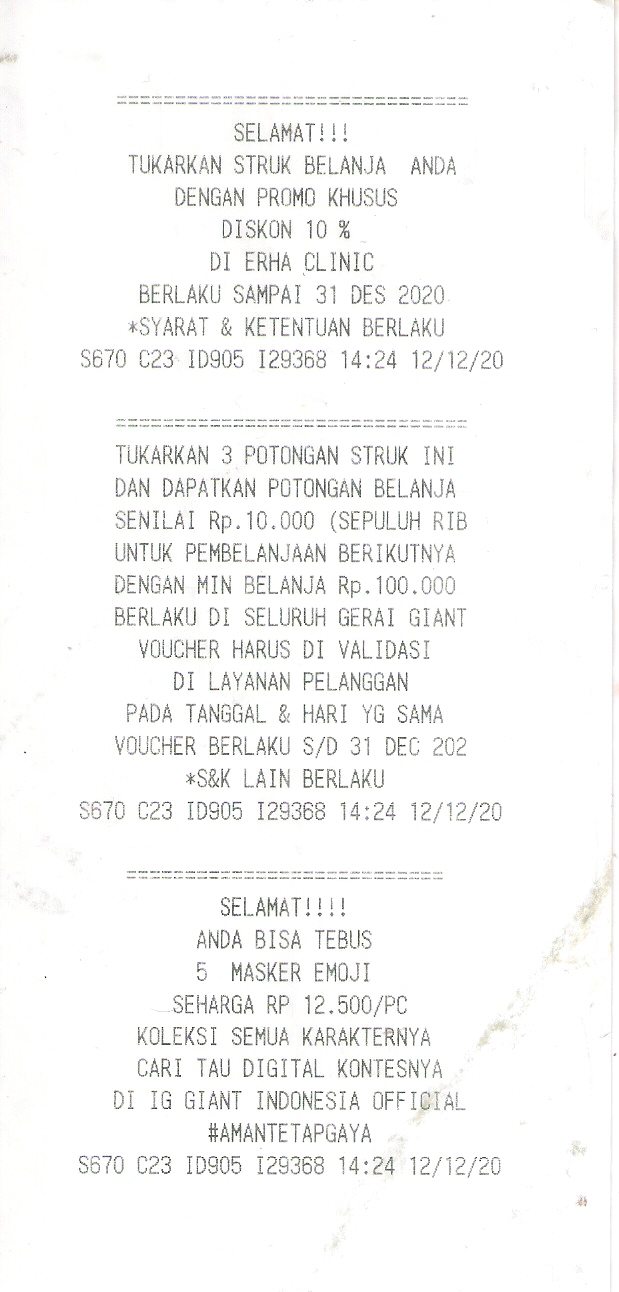 ==============================
SELAMAT!!!
TUKARKAN STRUK BELANJA  ANDA
DENGAN PROMO KHUSUS
DISKON 10 %
DI ERHA CLINIC
BERLAKU SAMPAI 31 DES 2020
*SYARAT & KETENTUAN BERLAKU
S670 C23 ID905 I29368 14:24 12/12/20
==============================
TUKARKAN 3 POTONGAN STRUK INI
DAN DAPATKAN POTONGAN BELANJA
SENILAI Rp.10.000 (SEPULUH RIB
UNTUK PEMBELANJAAN BERIKUTNYA
DENGAN MIN BELANJA Rp.100.000
BERLAKU DI SELURUH GERAI GIANT
VOUCHER HARUS DI VALIDASI
DI LAYANAN PELANGGAN
PADA TANGGAL & HARI YG SAMA
VOUCHER BERLAKU S/D 31 DEC 202
*S&K LAIN BERLAKU
S670 C23 ID905 I29368 14:24 12/12/20
===========================
SELAMAT!!!!
ANDA BISA TEBUS
5  MASKER EMOJI
SEHARGA RP 12.500/PC
KOLEKSI SEMUA KARAKTERNYA
CARI TAU DIGITAL KONTESNYA
DI IG GIANT INDONESIA OFFICIAL
#AMANTETAPGAYA
S670 C23 ID905 I29368 14:24 12/12/20